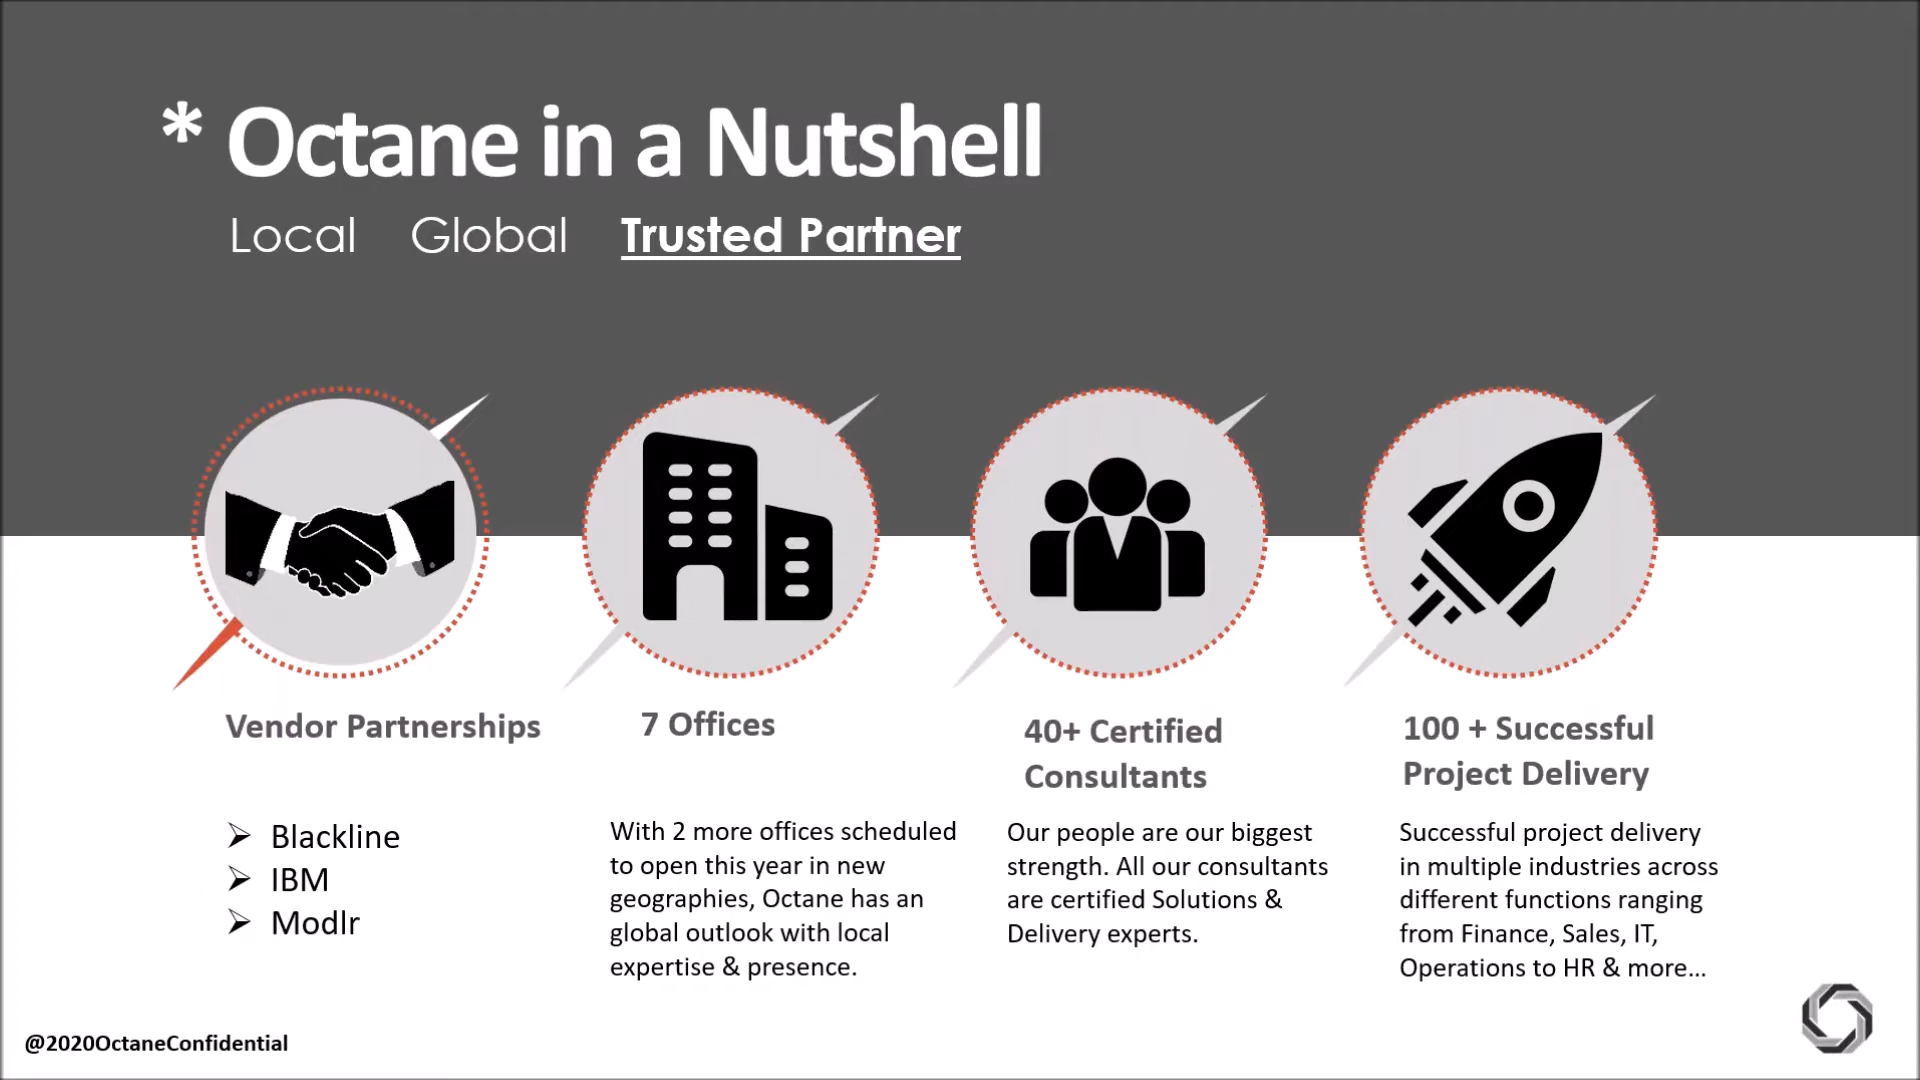 * Octane in a Nutshell
Local Global Trusted Partner
Vendor Partnerships
➢ Blackline
➢ IBM
➢ Modlr
7 Offices
With 2 more offices scheduled
to open this year in new
geographies, Octane has an
global outlook with local
expertise & presence.
40+ Certified
Consultants
Our people are our biggest
strength. All our consultants
are certified Solutions &
Delivery experts.
100 + Successful
Project Delivery
Successful project delivery
in multiple industries across
different functions ranging
from Finance, Sales, IT,
Operations to HR & more...
@2020OctaneConfidential